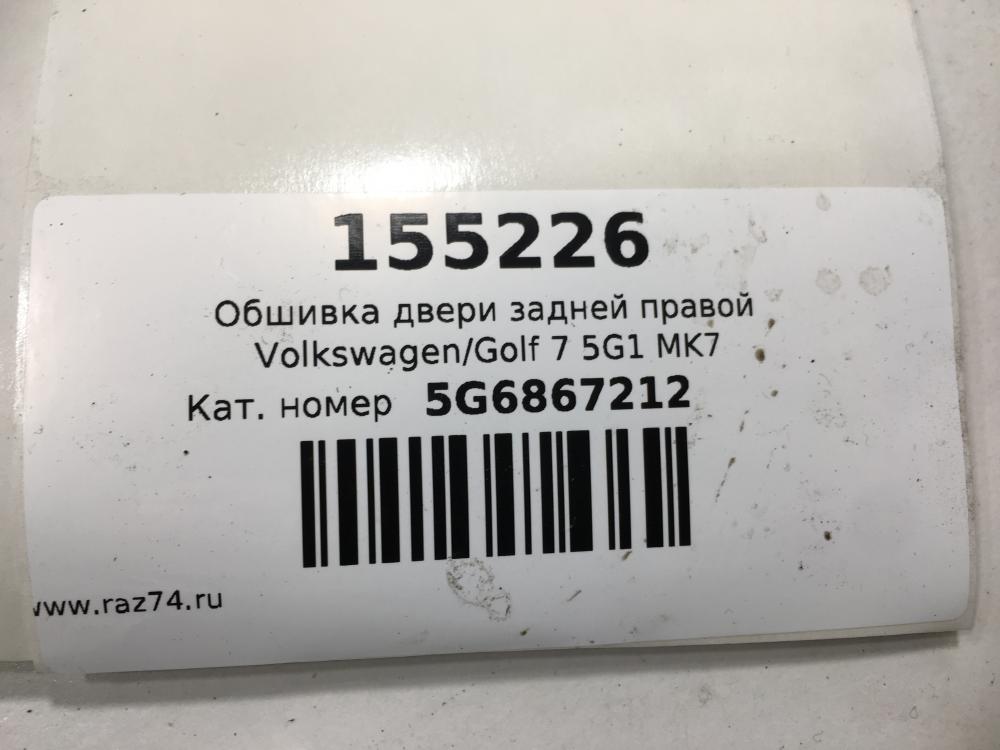 155226
Обшивка двери задней правой
Volkswagen/Golf 7 5G1 MK7
Кат. номер 5G6867212
www.raz74.ru